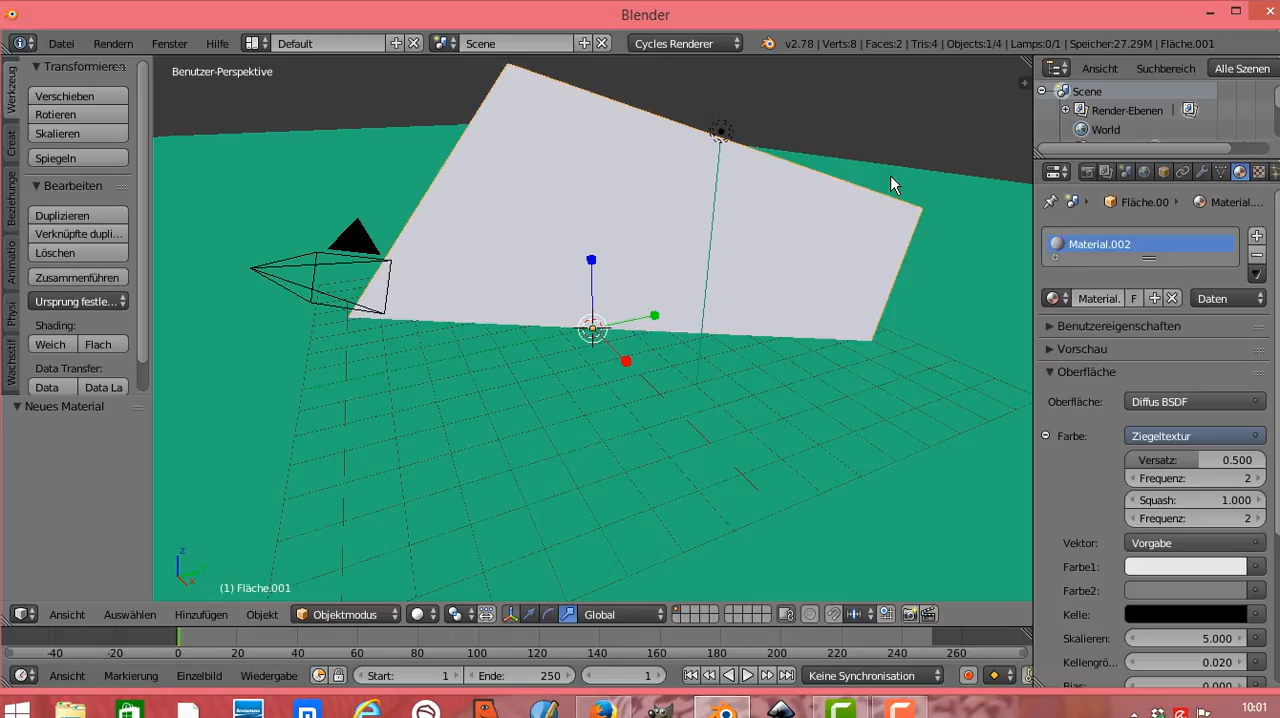 Blender
Datei Rendern Fenster Hilfe Default Scene Cycles Renderer v2.78 | Verts:8 | Faces:2 | Tris:4 | Objects:1/4 | Lamps:0/1 | Speicher:27.29M | Fläche.001
Werkzeug
Creat
Beziehunge
Animatio
Physi
Wachsstif
Transformieren
Verschieben
Rotieren
Skalieren
Spiegeln
Bearbeiten
Duplizieren
Verknüpfte dupli...
Löschen
Zusammenführen
Ursprung festle...
Shading:
Weich Flach
Data Transfer:
Data Data La
Neues Material
Benutzer-Perspektive
(1) Fläche.001
Ansicht Auswählen Hinzufügen Objekt Objektmodus Global
Ansicht Suchbereich Alle Szenen
Scene
Render-Ebenen
World
Fläche.00 Material....
Material.002
Material. F Daten
Benutzereigenschaften
Vorschau
Oberfläche
Oberfläche: Diffus BSDF
Farbe: Ziegeltextur
Versatz: 0.500
Frequenz: 2
Squash: 1.000
Frequenz: 2
Vektor: Vorgabe
Farbe1:
Farbe2:
Kelle:
Skalieren: 5.000
Kellengrö... 0.020
Bias: 0.000
-40 -20 0 20 40 60 80 100 120 140 160 180 200 220 240 260
Ansicht Markierung Einzelbild Wiedergabe Start: 1 Ende: 250 1 Keine Synchronisation
10:01